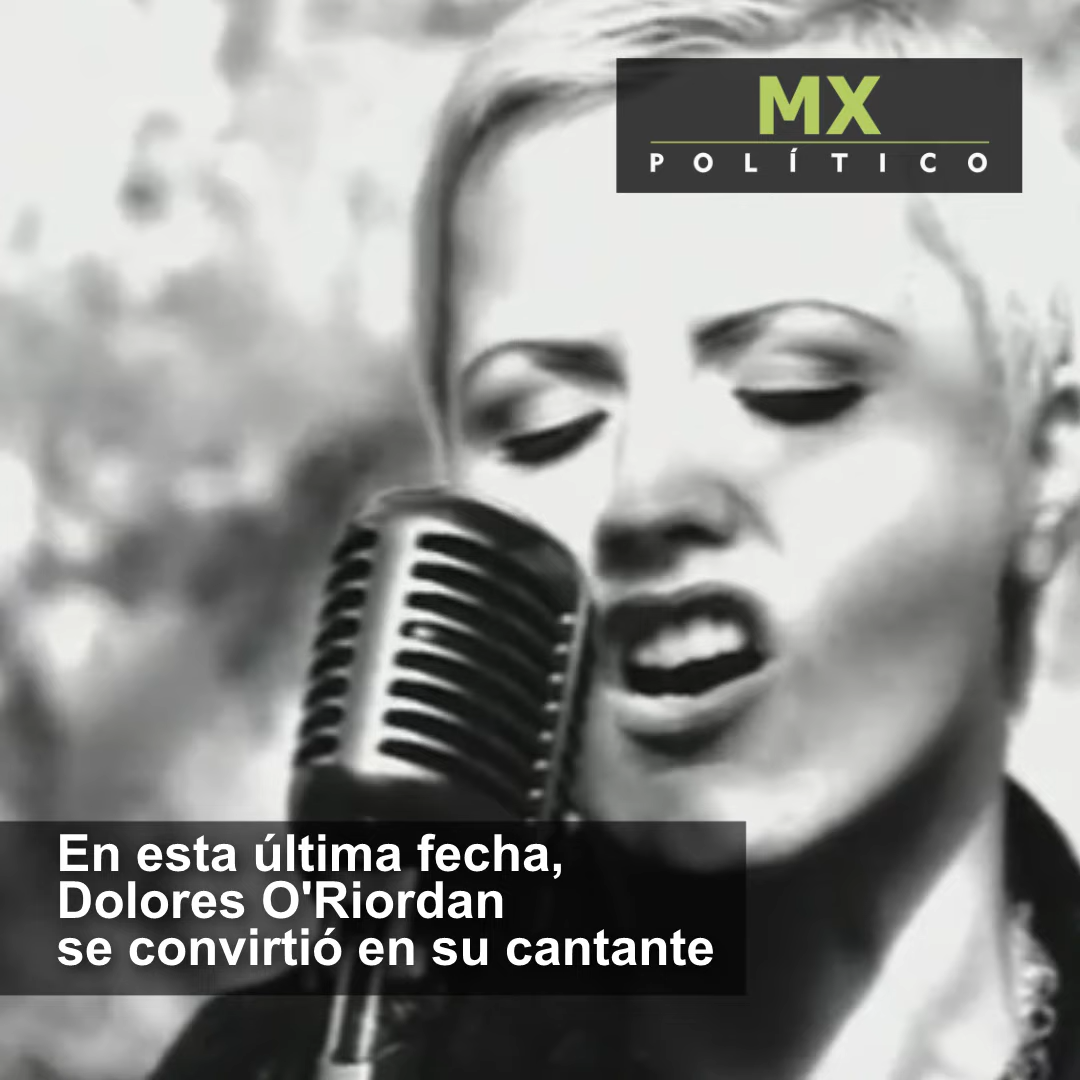 MX
POLÍTICO
En esta última fecha,
Dolores O'Riordan
se convirtió en su cantante